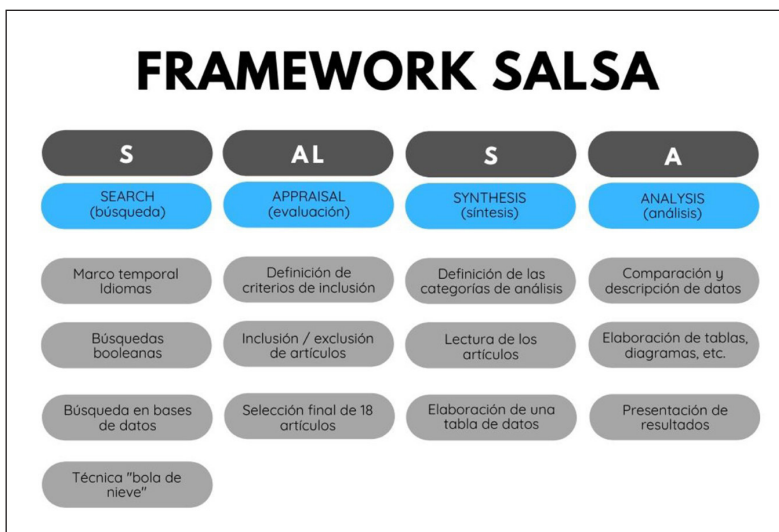 FRAMEWORK SALSA
S
AL
S
A
SEARCH
(búsqueda)
APPRAISAL
(evaluación)
SYNTHESIS
(síntesis)
ANALYSIS
(análisis)
Marco temporal
Idiomas
Definición de
criterios de inclusión
Definición de las
categorías de análisis
Comparación y
descripción de datos
Búsquedas
booleanas
Inclusión / exclusión
de artículos
Lectura de los
artículos
Elaboración de tablas,
diagramas, etc.
Búsqueda en bases
de datos
Selección final de 18
artículos
Elaboración de una
tabla de datos
Presentación de
resultados
Técnica "bola de
nieve"